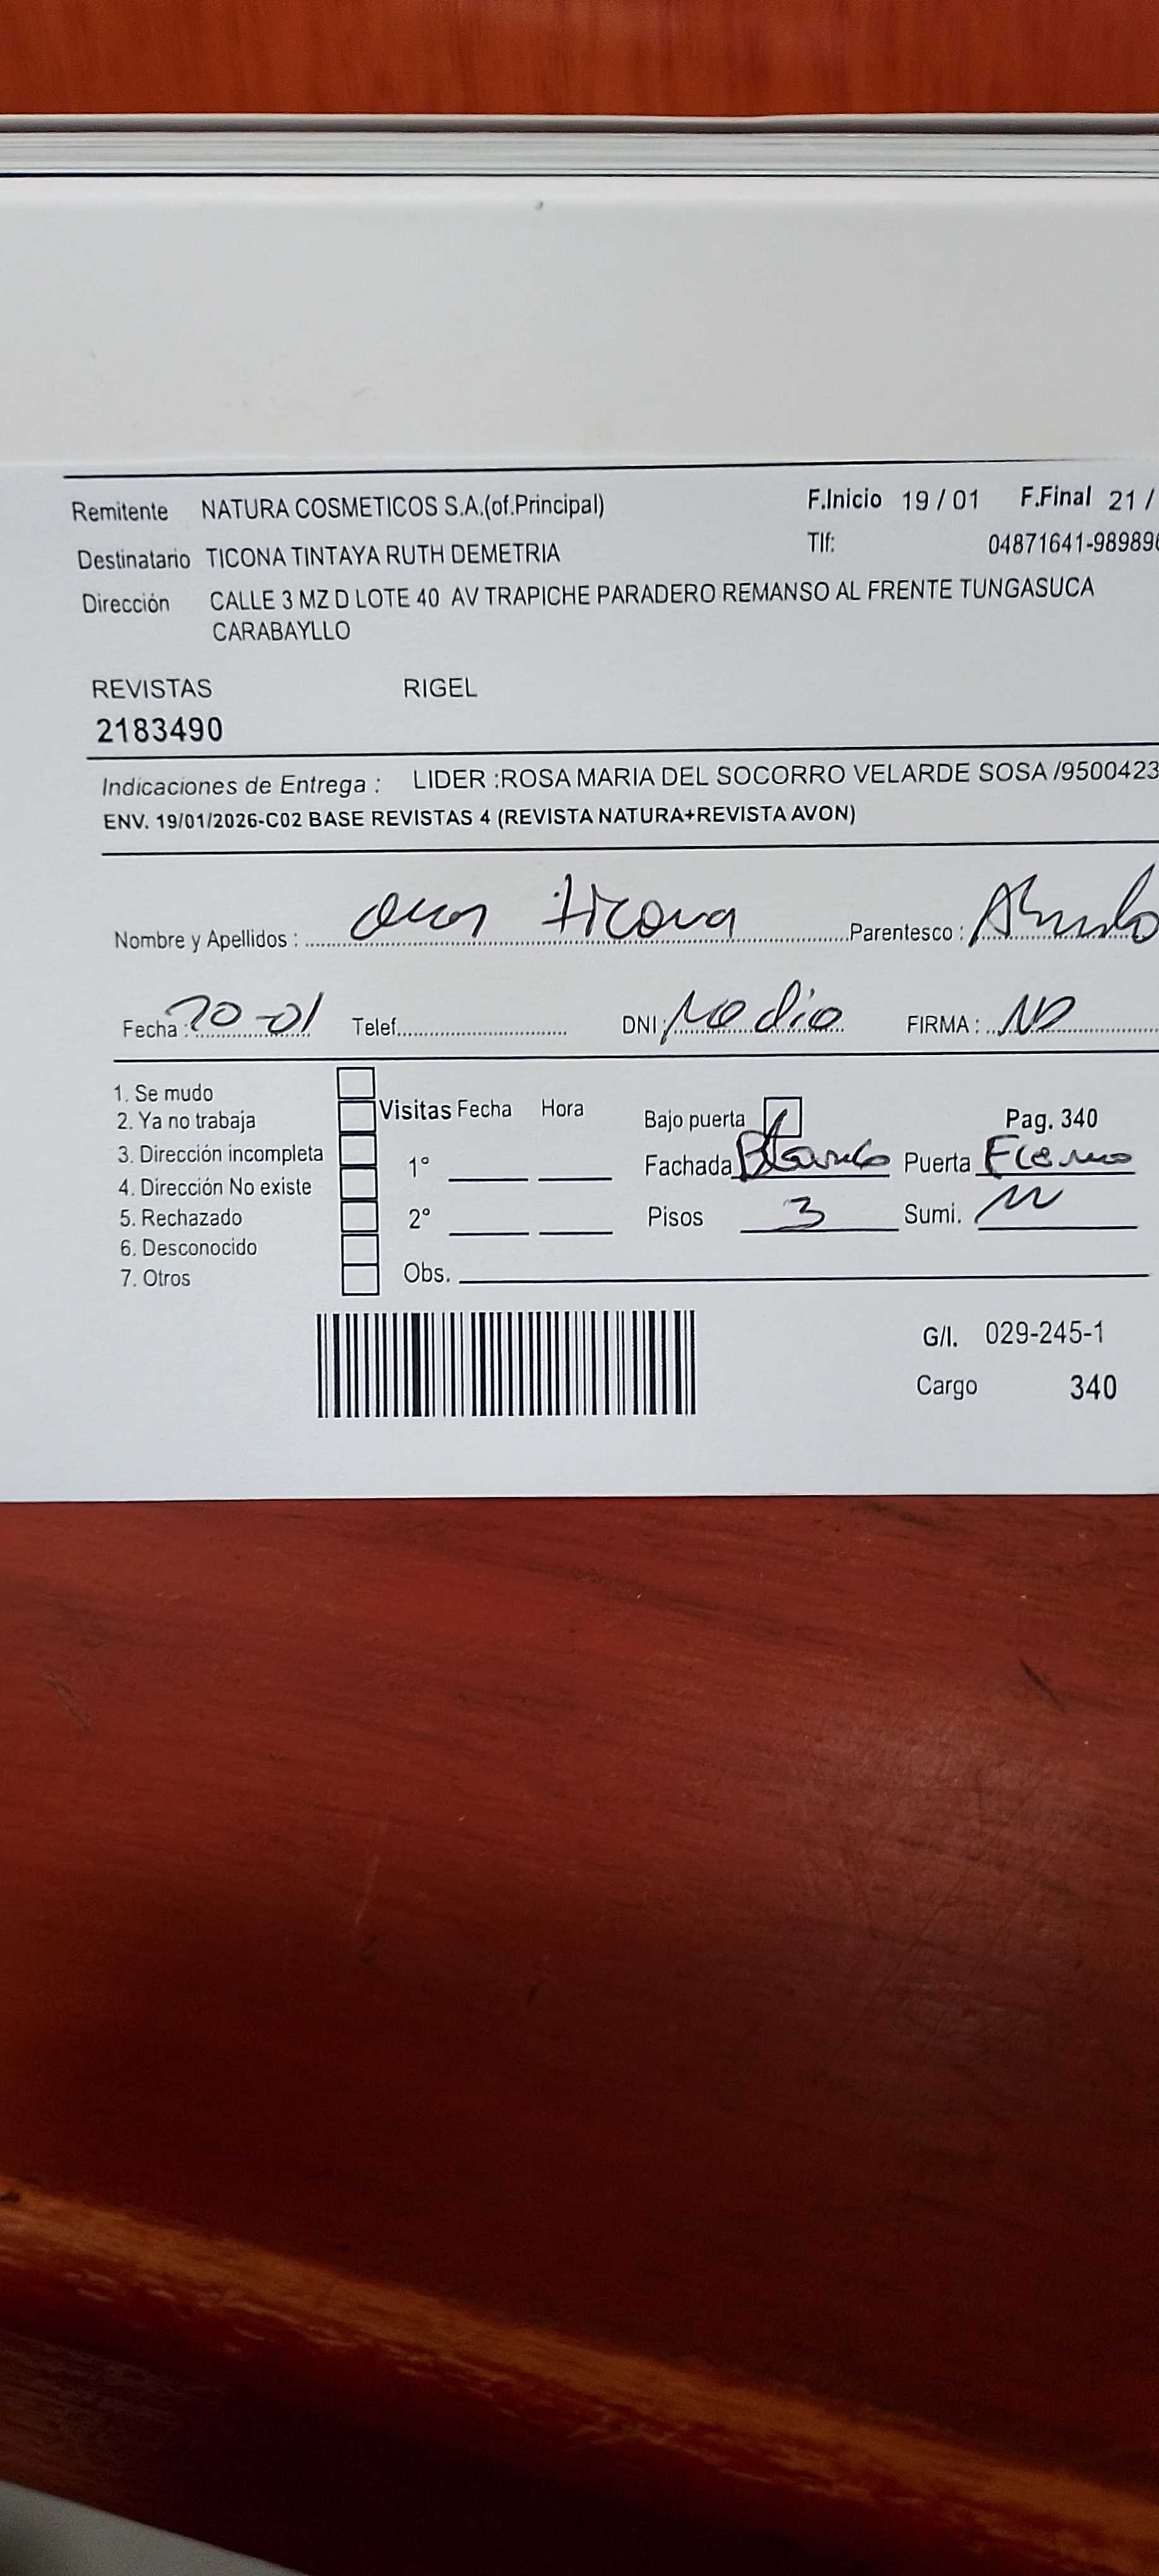 Remitente NATURA COSMETICOS S.A.(of.Principal) F.Inicio 19 / 01 F.Final 21 /
Destinatario TICONA TINTAYA RUTH DEMETRIA Tlf: 04871641-989898
Dirección CALLE 3 MZ D LOTE 40 AV TRAPICHE PARADERO REMANSO AL FRENTE TUNGASUCA
CARABAYLLO
REVISTAS RIGEL
2183490
Indicaciones de Entrega : LIDER :ROSA MARIA DEL SOCORRO VELARDE SOSA /9500423
ENV. 19/01/2026-C02 BASE REVISTAS 4 (REVISTA NATURA+REVISTA AVON)
Nombre y Apellidos : ticona Parentesco :
Fecha : 20-01 Telef. DNI: No dio FIRMA :
1. Se mudo
2. Ya no trabaja Visitas Fecha Hora Bajo puerta Pag. 340
3. Dirección incompleta 1° Fachada Blanco Puerta
4. Dirección No existe
5. Rechazado 2° Pisos 3 Sumi.
6. Desconocido
7. Otros Obs.
G/I. 029-245-1
Cargo 340